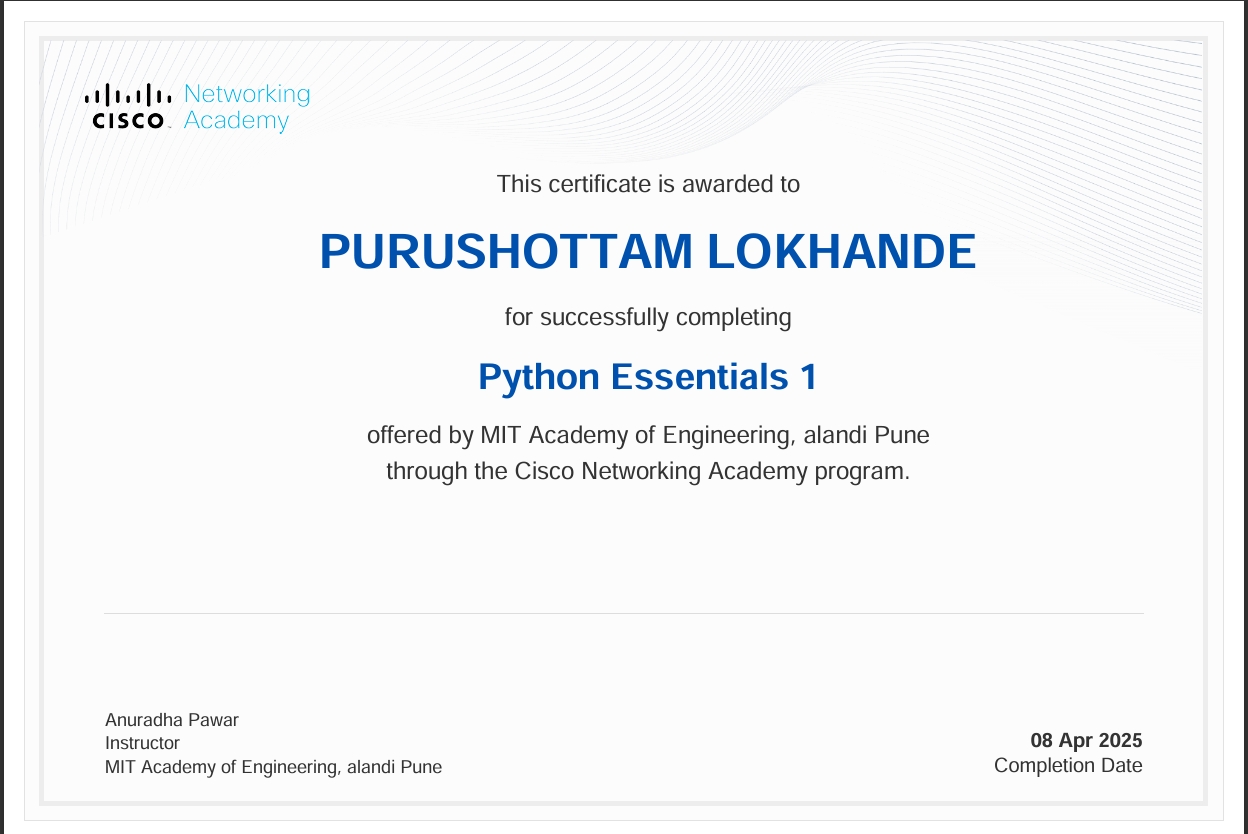 Networking
CISCO Academy
This certificate is awarded to
PURUSHOTTAM LOKHANDE
for successfully completing
Python Essentials 1
offered by MIT Academy of Engineering, alandi Pune
through the Cisco Networking Academy program.
Anuradha Pawar
Instructor
MIT Academy of Engineering, alandi Pune
08 Apr 2025
Completion Date